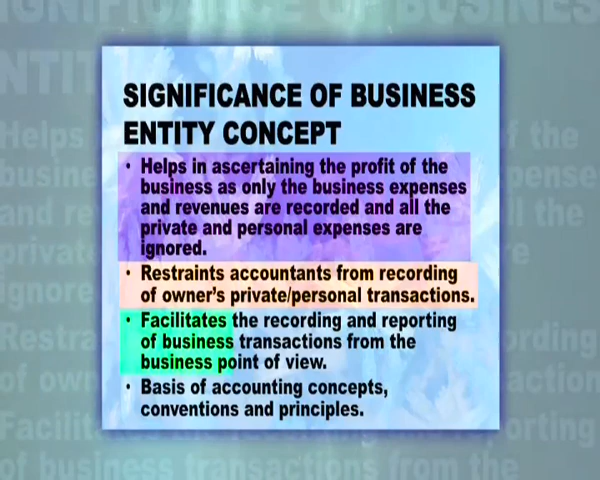 SIGNIFICANCE OF BUSINESS
ENTITY CONCEPT
• Helps in ascertaining the profit of the
business as only the business expenses
and revenues are recorded and all the
private and personal expenses are
ignored.
• Restraints accountants from recording
of owner's private/personal transactions.
• Facilitates the recording and reporting
of business transactions from the
business point of view.
• Basis of accounting concepts,
conventions and principles.